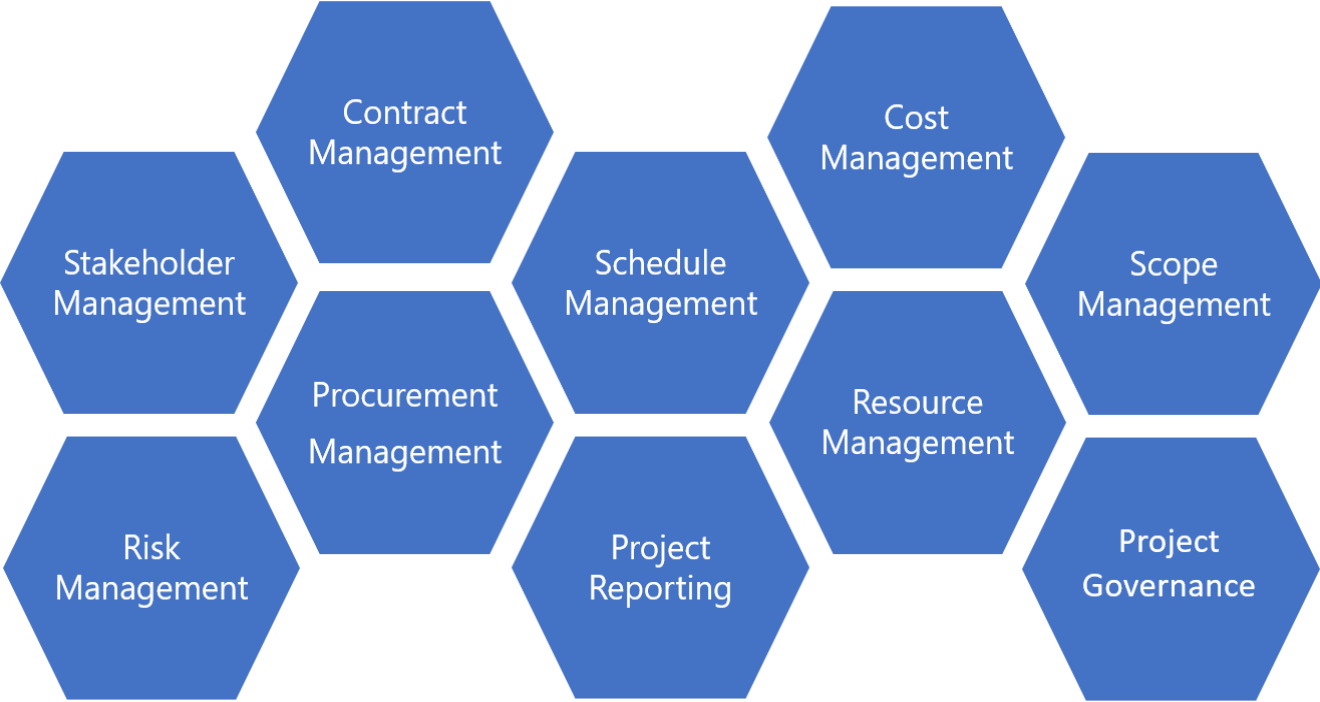 Contract
Management
Cost
Management
Stakeholder
Management
Schedule
Management
Scope
Management
Procurement
Management
Resource
Management
Risk
Management
Project
Reporting
Project
Governance